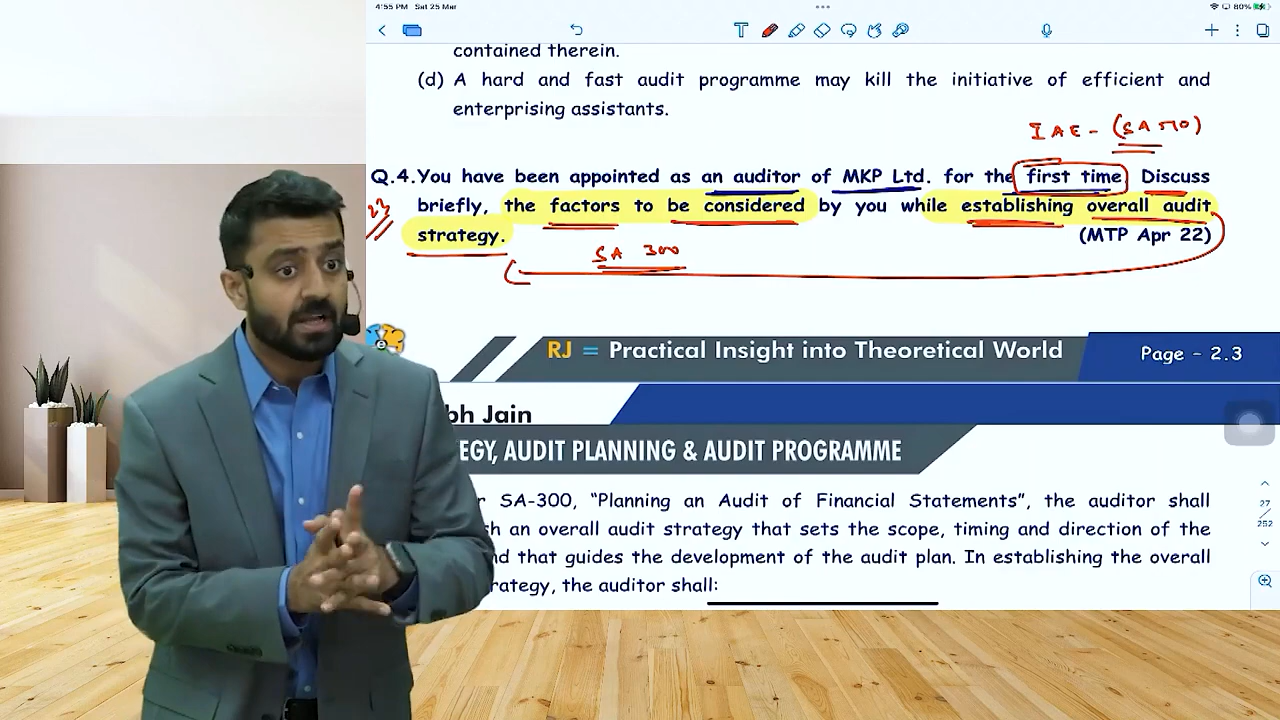 4:55 PM Sat 25 Mar
80%
contained therein.
(d) A hard and fast audit programme may kill the initiative of efficient and
enterprising assistants.
IAE - (SA 510)
Q.4. You have been appointed as an auditor of MKP Ltd. for the first time Discuss
briefly, the factors to be considered by you while establishing overall audit
strategy.
(MTP Apr 22)
SA 300
RJ = Practical Insight into Theoretical World
Page - 2.3
bh Jain
EGY, AUDIT PLANNING & AUDIT PROGRAMME
r SA-300, “Planning an Audit of Financial Statements”, the auditor shall
sh an overall audit strategy that sets the scope, timing and direction of the
nd that guides the development of the audit plan. In establishing the overall
rategy, the auditor shall:
27
252